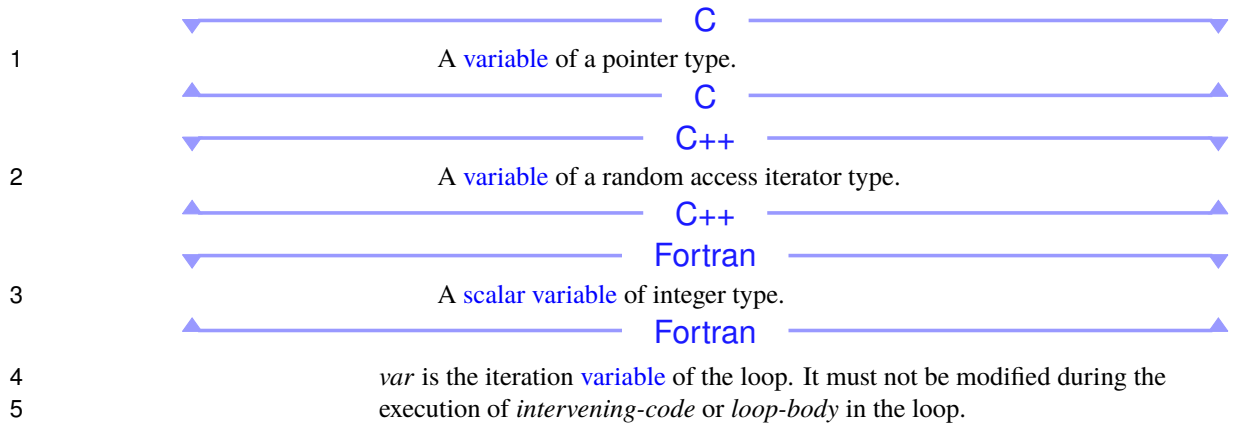 C
1 A variable of a pointer type.
C
C++
2 A variable of a random access iterator type.
C++
Fortran
3 A scalar variable of integer type.
Fortran
4 var is the iteration variable of the loop. It must not be modified during the
5 execution of intervening-code or loop-body in the loop.